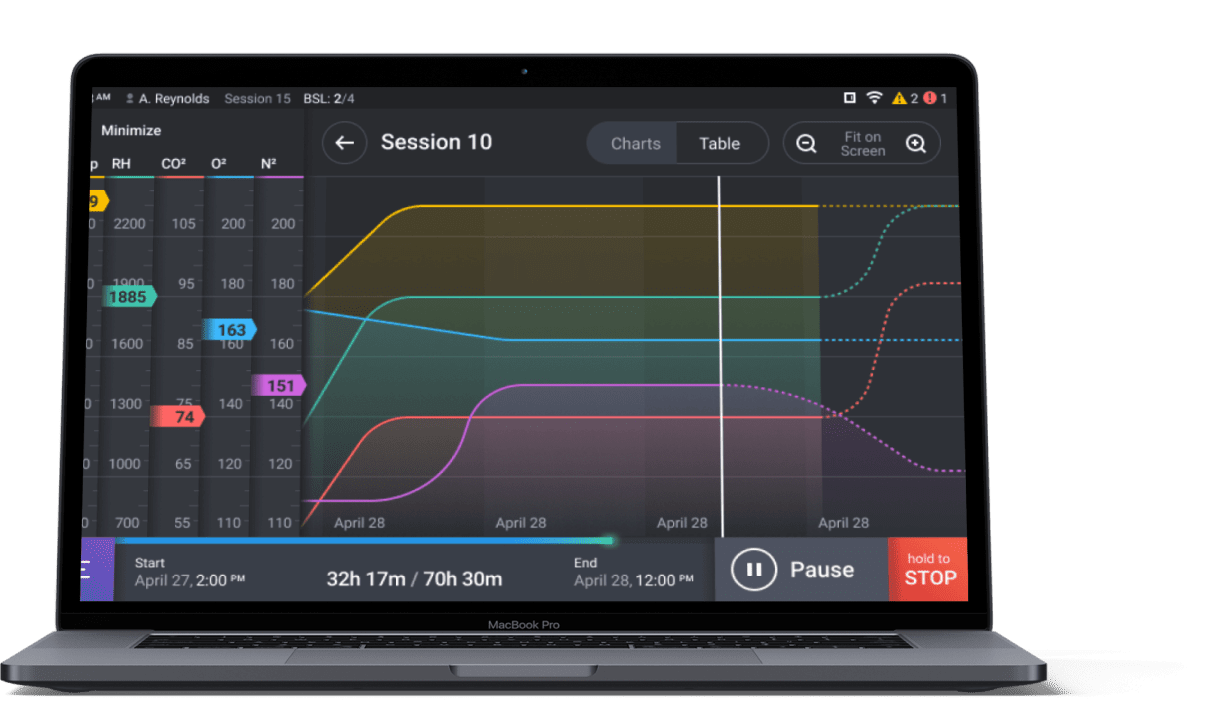 AM A. Reynolds Session 15 BSL: 2/4 2 1
Minimize
Session 10
Charts Table
Fit on
Screen
p RH CO² O² N²
9
0 2200 105 200 200
0 1900 95 180 180
1885
163
0 1600 85 160 160
151
0 1300 75 140 140
74
0 1000 65 120 120
0 700 55 110 110
April 28 April 28 April 28 April 28
E
Start
April 27, 2:00 PM
32h 17m / 70h 30m
End
April 28, 12:00 PM
Pause
hold to
STOP
MacBook Pro